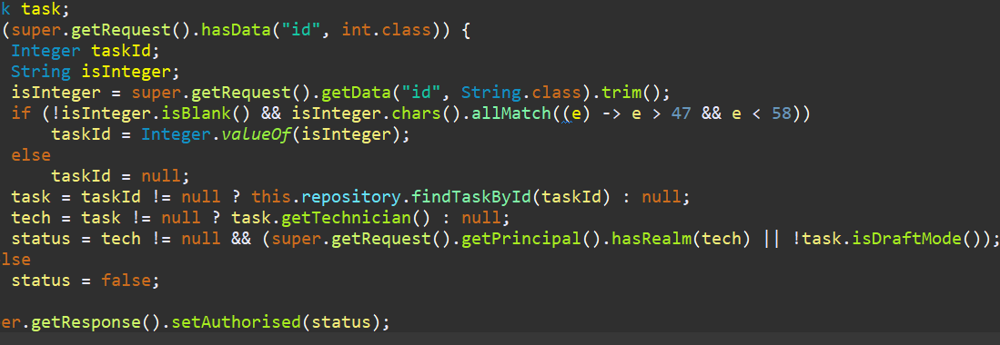 k task;
(super.getRequest().hasData("id", int.class)) {
Integer taskId;
String isInteger;
isInteger = super.getRequest().getData("id", String.class).trim();
if (!isInteger.isBlank() && isInteger.chars().allMatch((e) -> e > 47 && e < 58))
taskId = Integer.valueOf(isInteger);
else
taskId = null;
task = taskId != null ? this.repository.findTaskById(taskId) : null;
tech = task != null ? task.getTechnician() : null;
status = tech != null && (super.getRequest().getPrincipal().hasRealm(tech) || !task.isDraftMode());
lse
status = false;
er.getResponse().setAuthorised(status);